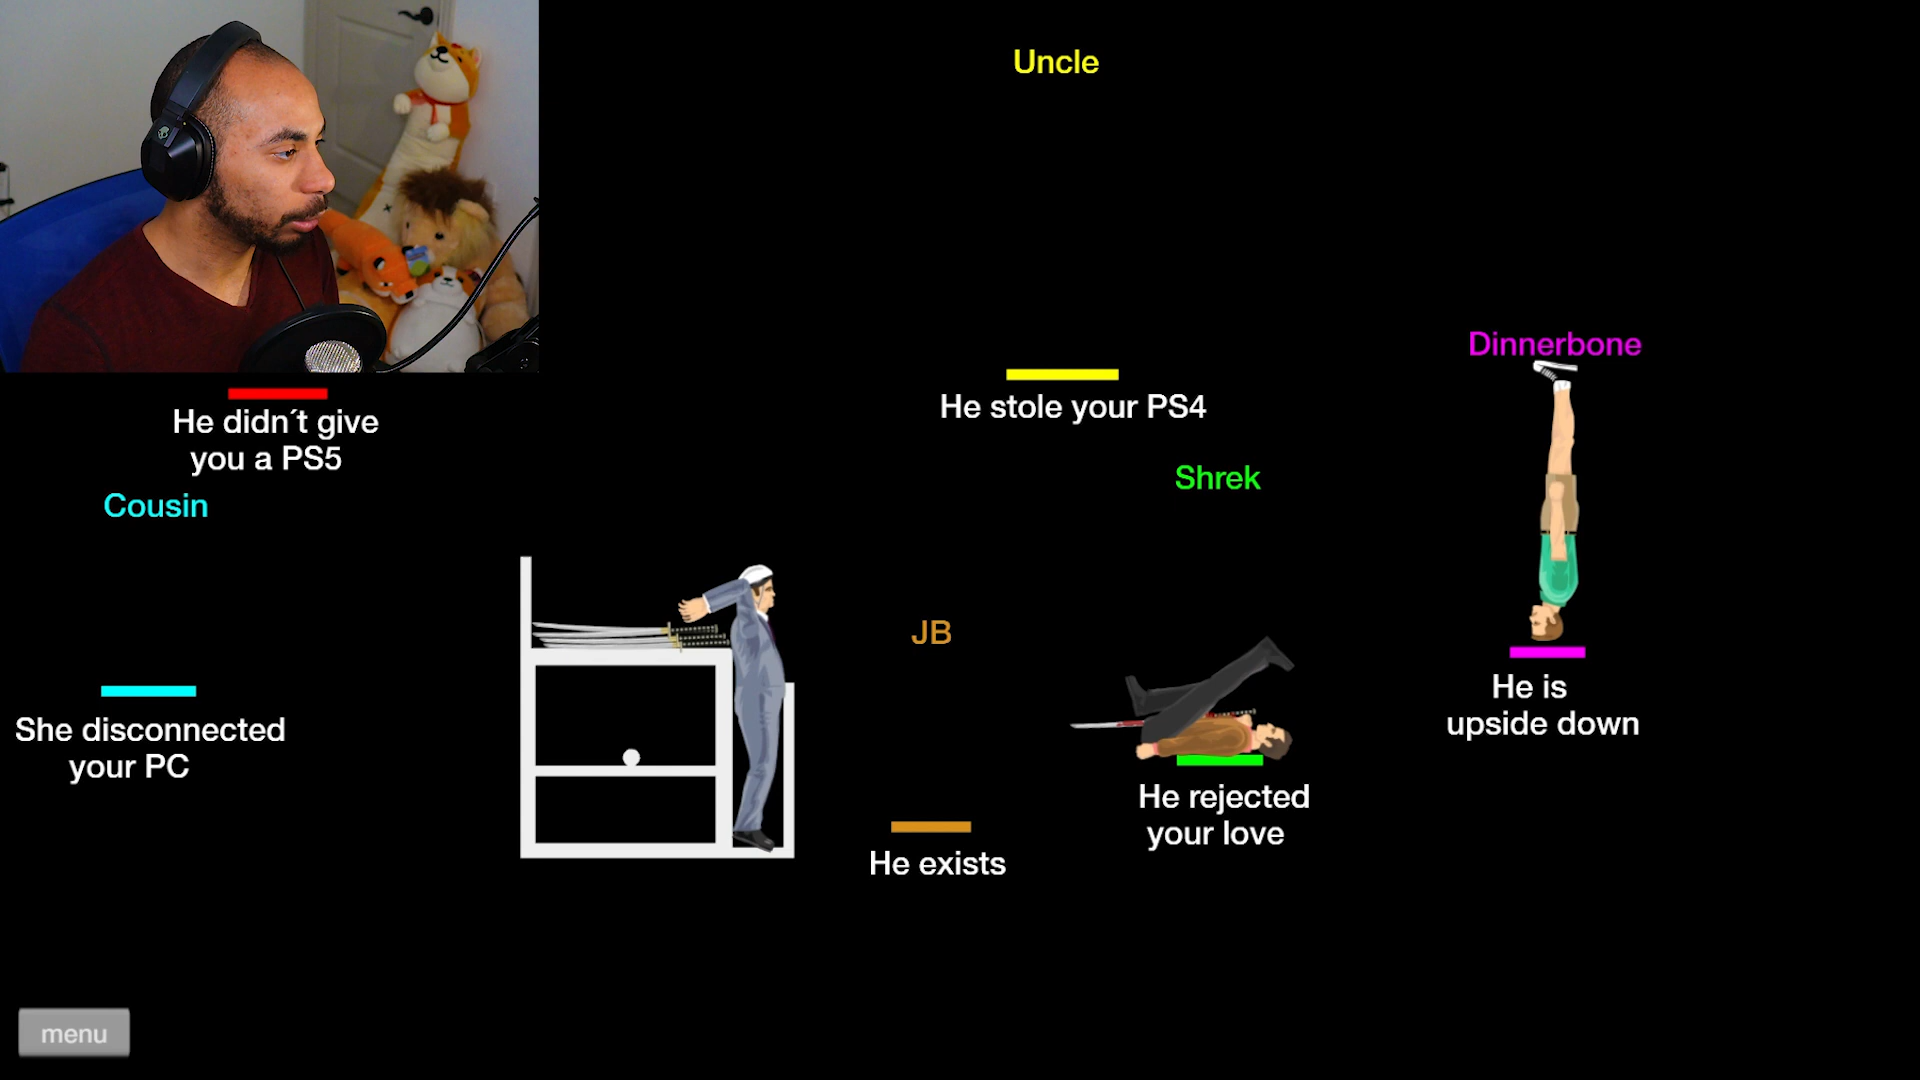 Uncle
Dinnerbone
He didn´t give
you a PS5
He stole your PS4
Shrek
Cousin
JB
She disconnected
your PC
He is
upside down
He rejected
your love
He exists
menu